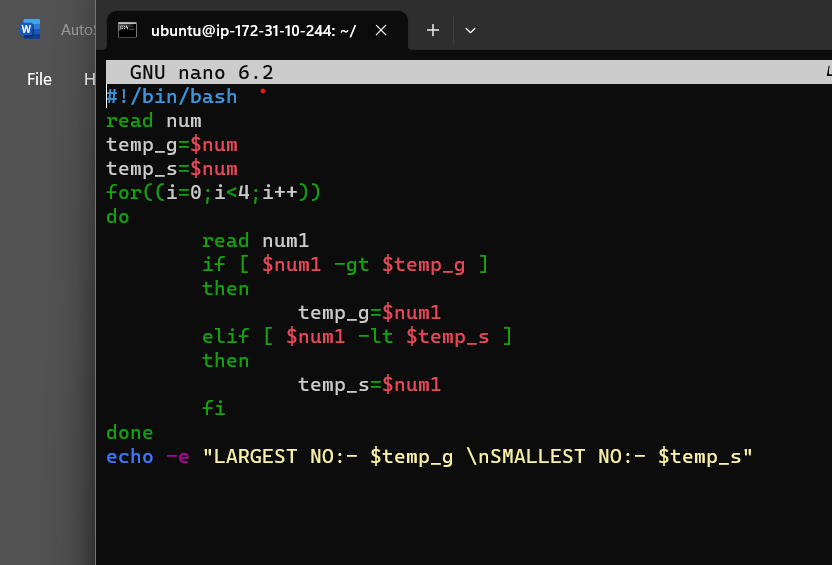 W
Auto
ubuntu@ip-172-31-10-244: ~/
File
H
GNU nano 6.2
#!/bin/bash
read num
temp_g=$num
temp_s=$num
for((i=0;i<4;i++))
do
read num1
if [ $num1 -gt $temp_g ]
then
temp_g=$num1
elif [ $num1 -lt $temp_s ]
then
temp_s=$num1
fi
done
echo -e "LARGEST NO:- $temp_g \nSMALLEST NO:- $temp_s"